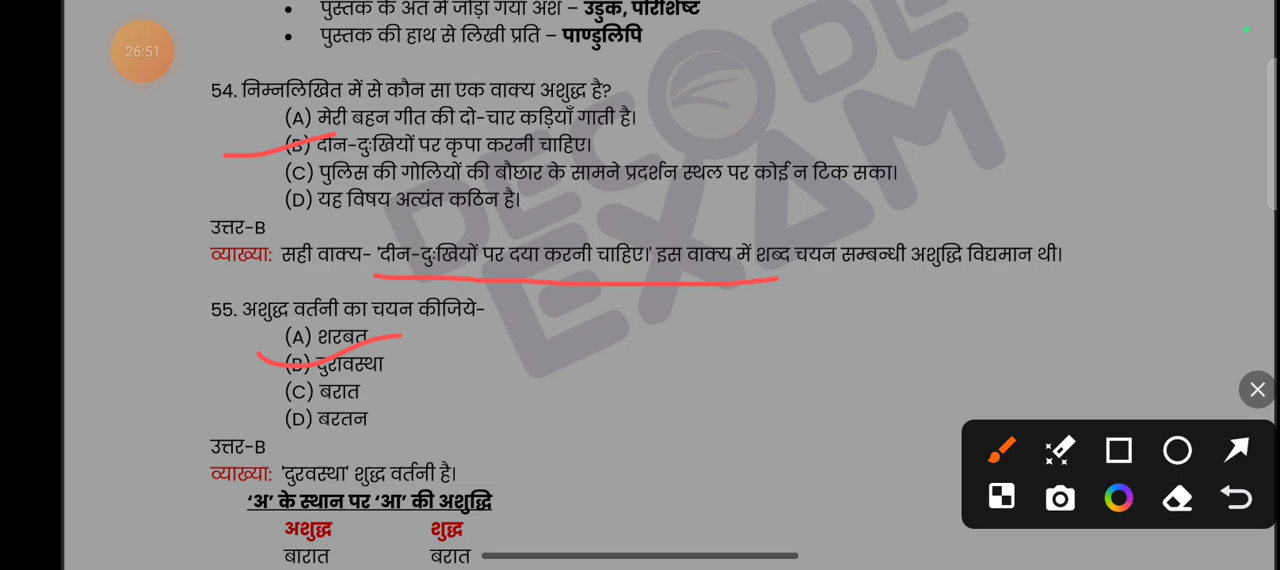 पुस्तक के अंत में जोड़ा गया अंश – उडुक, परिशिष्ट
26:51
पुस्तक की हाथ से लिखी प्रति – पाण्डुलिपि
54. निम्नलिखित में से कौन सा एक वाक्य अशुद्ध है?
(A) मेरी बहन गीत की दो-चार कड़ियाँ गाती है।
(B) दीन-दुःखियों पर कृपा करनी चाहिए।
(C) पुलिस की गोलियों की बौछार के सामने प्रदर्शन स्थल पर कोई न टिक सका।
(D) यह विषय अत्यंत कठिन है।
उत्तर-B
व्याख्या: सही वाक्य- 'दीन-दुःखियों पर दया करनी चाहिए।' इस वाक्य में शब्द चयन सम्बन्धी अशुद्धि विद्यमान थी।
55. अशुद्ध वर्तनी का चयन कीजिये-
(A) शरबत
(B) दुरावस्था
(C) बरात
(D) बरतन
उत्तर-B
व्याख्या: 'दुरवस्था' शुद्ध वर्तनी है।
‘अ’ के स्थान पर ‘आ’ की अशुद्धि
अशुद्ध शुद्ध
बारात बरात
DECODE
EXAM